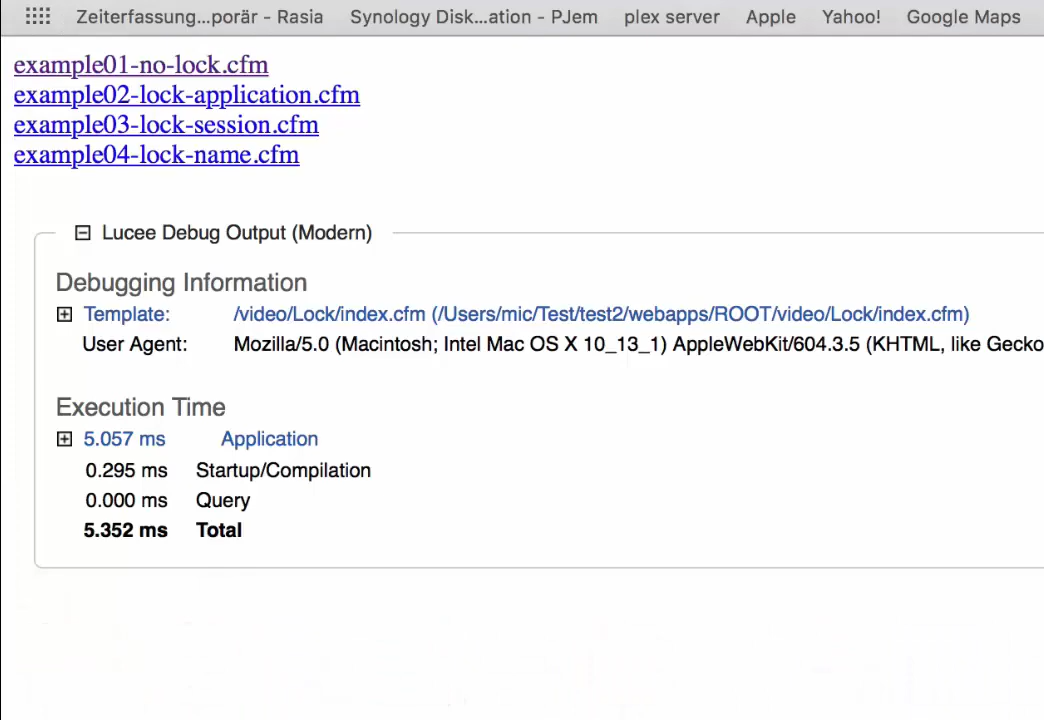 Zeiterfassung...porär - Rasia Synology Disk...ation - PJem plex server Apple Yahoo! Google Maps
example01-no-lock.cfm
example02-lock-application.cfm
example03-lock-session.cfm
example04-lock-name.cfm
Lucee Debug Output (Modern)
Debugging Information
Template: /video/Lock/index.cfm (/Users/mic/Test/test2/webapps/ROOT/video/Lock/index.cfm)
User Agent: Mozilla/5.0 (Macintosh; Intel Mac OS X 10_13_1) AppleWebKit/604.3.5 (KHTML, like Gecko
Execution Time
5.057 ms Application
0.295 ms Startup/Compilation
0.000 ms Query
5.352 ms Total